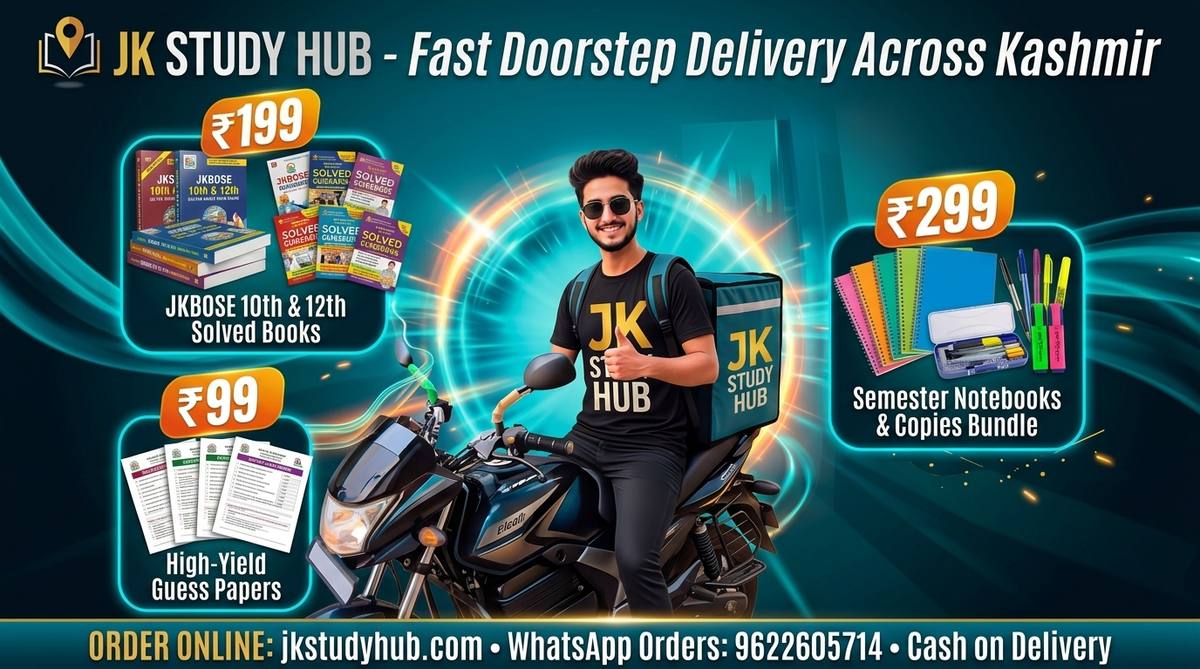 JK STUDY HUB - Fast Doorstep Delivery Across Kashmir
₹199
JKBOSE
10th & 12th
JKBOSE
SOLVED
SOLVED
SOLVED
JKBOSE 10th & 12th
Solved Books
₹99
High-Yield
Guess Papers
JK
STUDY
HUB
JK
HUB
₹299
Semester Notebooks
& Copies Bundle
ORDER ONLINE: jkstudyhub.com • WhatsApp Orders: 9622605714 • Cash on Delivery